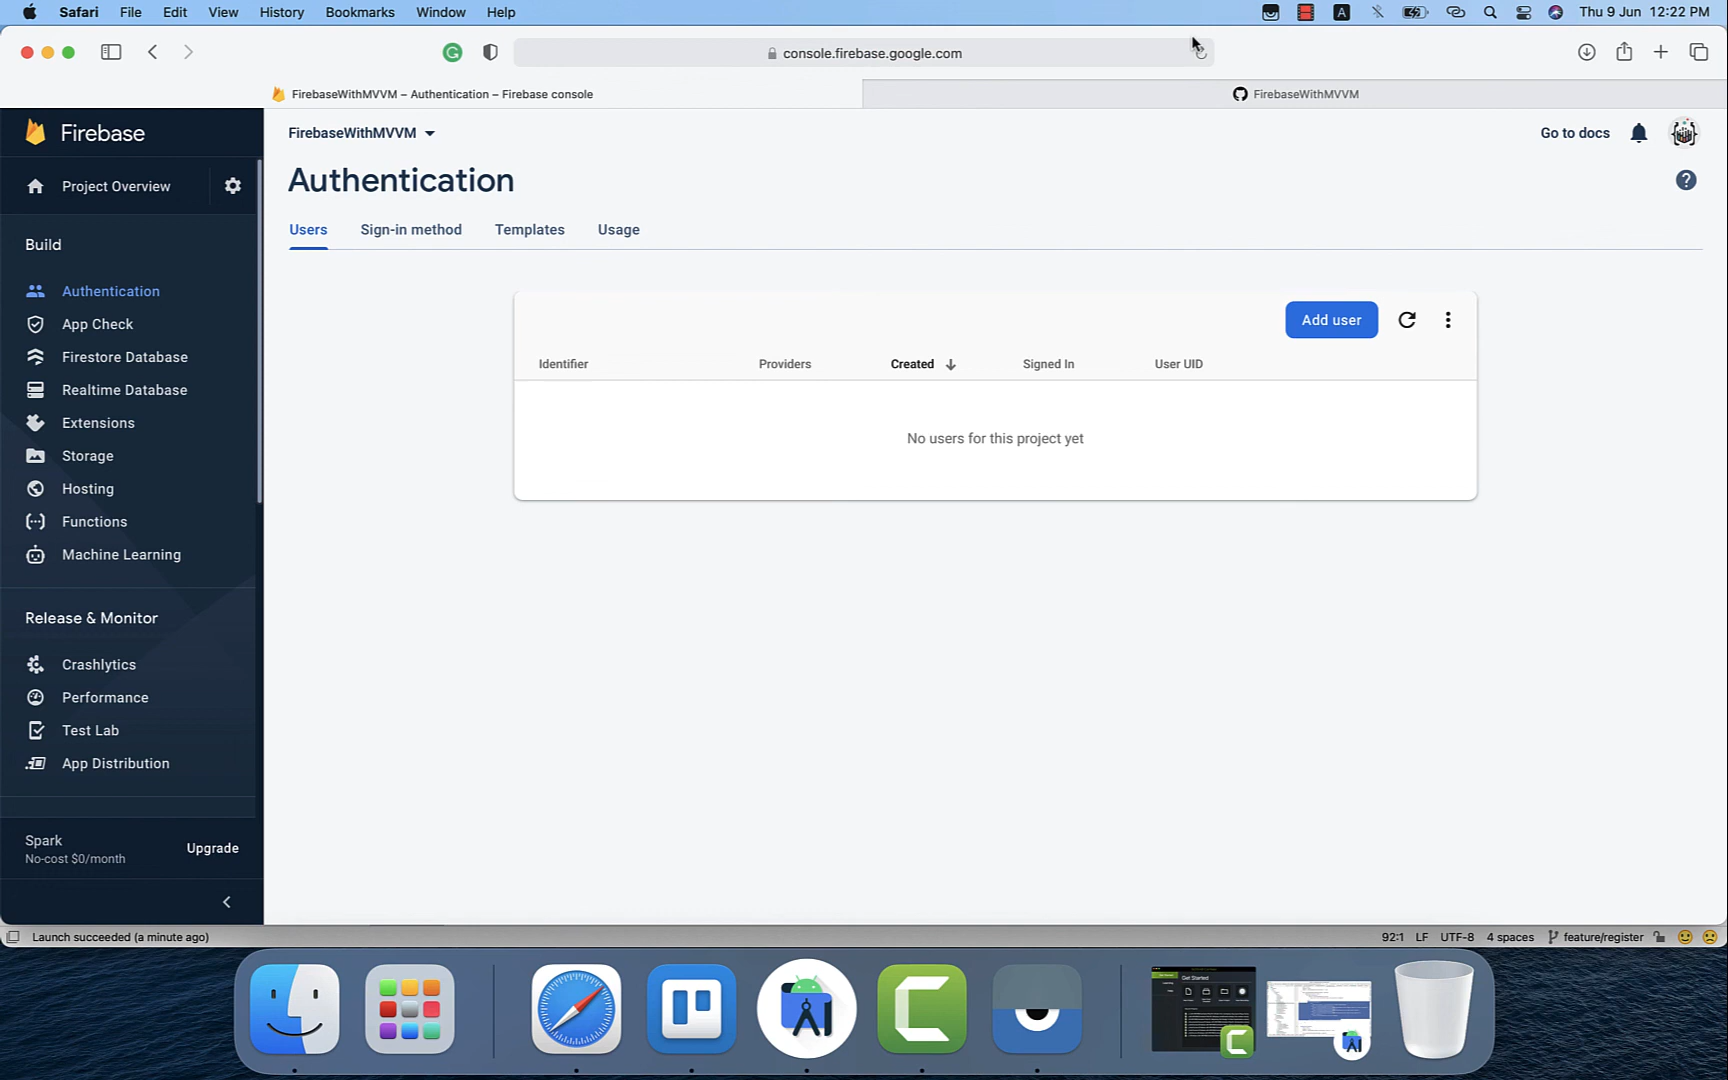 Safari File Edit View History Bookmarks Window Help
A
Thu 9 Jun 12:22 PM
console.firebase.google.com
FirebaseWithMVVM – Authentication – Firebase console
FirebaseWithMVVM
Firebase
FirebaseWithMVVM
Go to docs
Project Overview
Authentication
Users Sign-in method Templates Usage
Build
Authentication
App Check
Firestore Database
Realtime Database
Extensions
Storage
Hosting
Functions
Machine Learning
Add user
Identifier Providers Created Signed In User UID
No users for this project yet
Release & Monitor
Crashlytics
Performance
Test Lab
App Distribution
Spark
No-cost $0/month
Upgrade
Launch succeeded (a minute ago)
92:1 LF UTF-8 4 spaces feature/register
Get Started